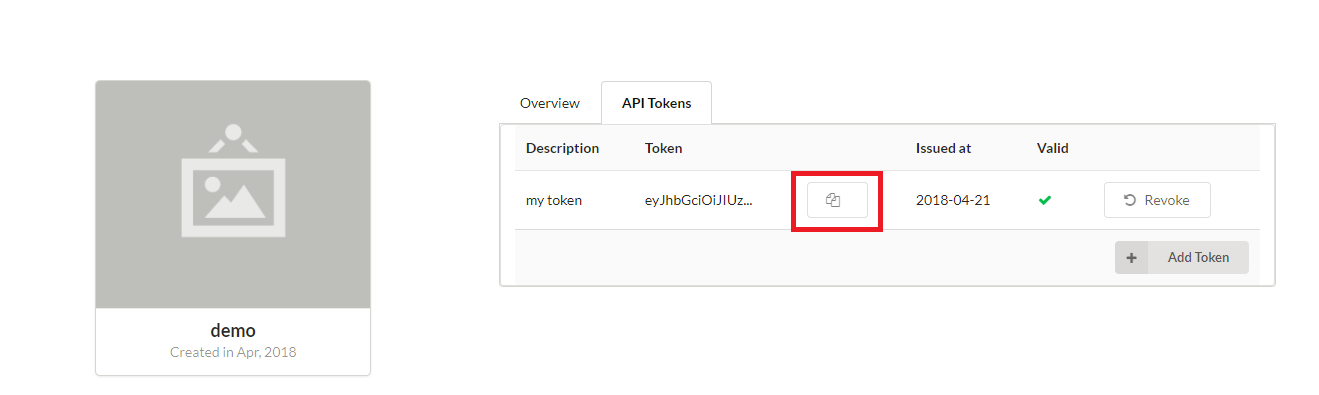 Overview API Tokens
Description Token Issued at Valid
my token eyJhbGciOiJIUz... 2018-04-21 Revoke
Add Token
demo
Created in Apr, 2018